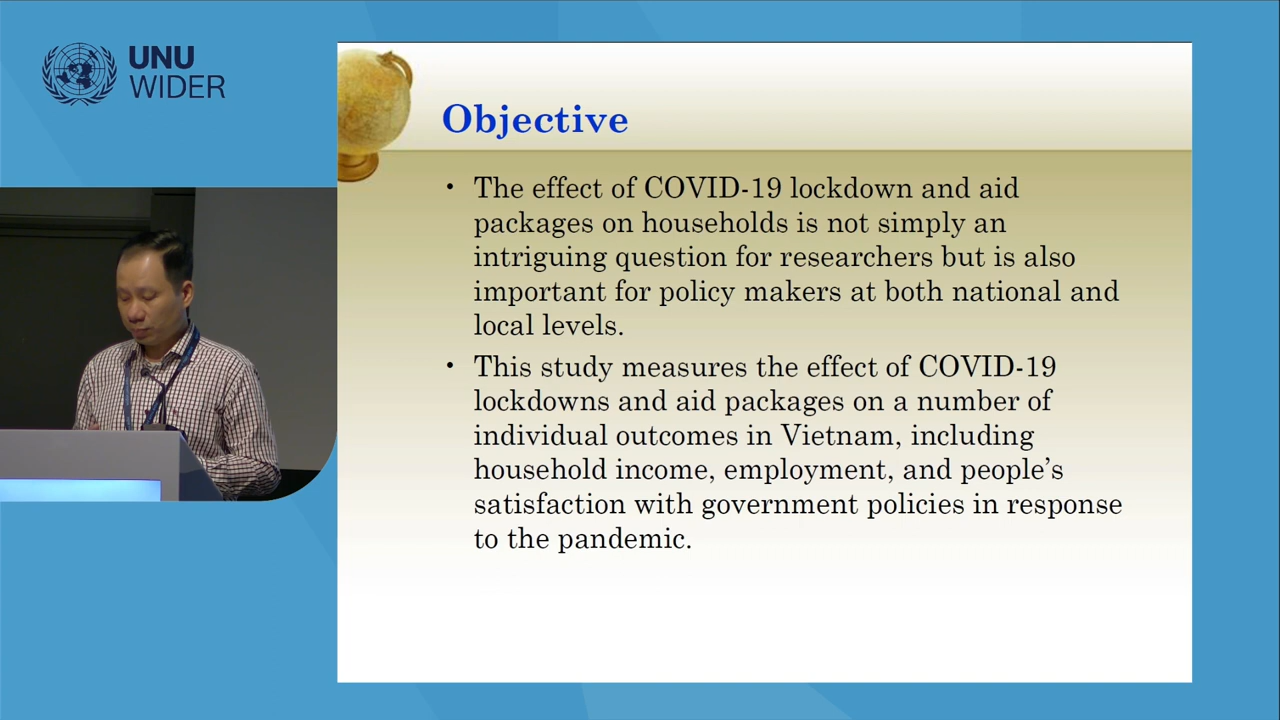 UNU
WIDER
Objective
• The effect of COVID-19 lockdown and aid
packages on households is not simply an
intriguing question for researchers but is also
important for policy makers at both national and
local levels.
• This study measures the effect of COVID-19
lockdowns and aid packages on a number of
individual outcomes in Vietnam, including
household income, employment, and people’s
satisfaction with government policies in response
to the pandemic.